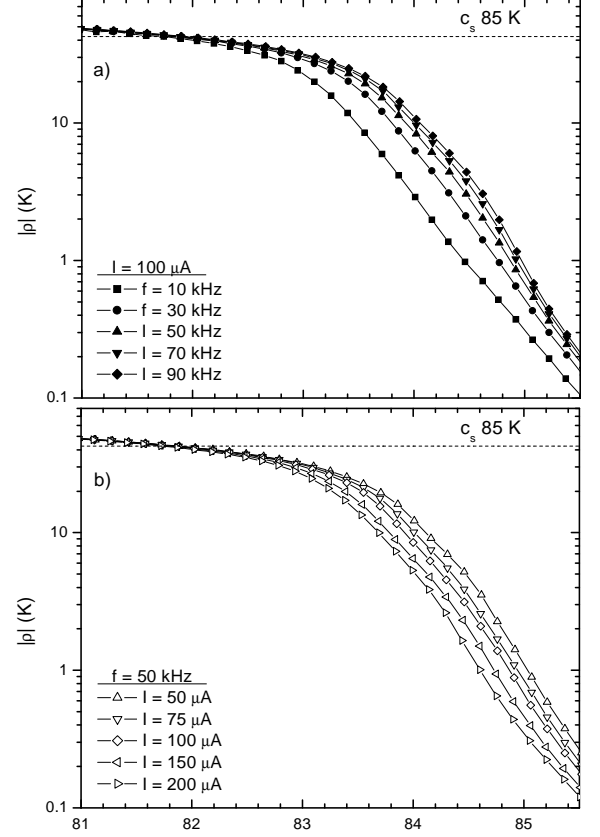 c_s 85 K
a)
10
1
0.1
|ρ| (K)
I = 100 μA
f = 10 kHz
f = 30 kHz
I = 50 kHz
I = 70 kHz
I = 90 kHz
c_s 85 K
b)
10
1
0.1
|ρ| (K)
f = 50 kHz
I = 50 μA
I = 75 μA
I = 100 μA
I = 150 μA
I = 200 μA
81 82 83 84 85